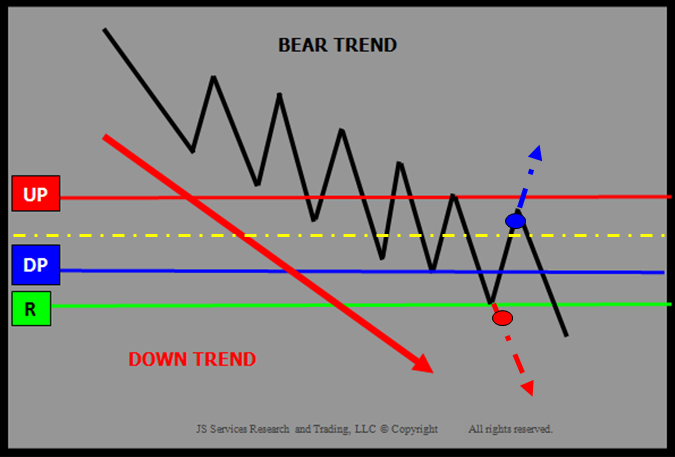 BEAR TREND
UP
DP
R
DOWN TREND
JS Services Research and Trading, LLC © Copyright All rights reserved.